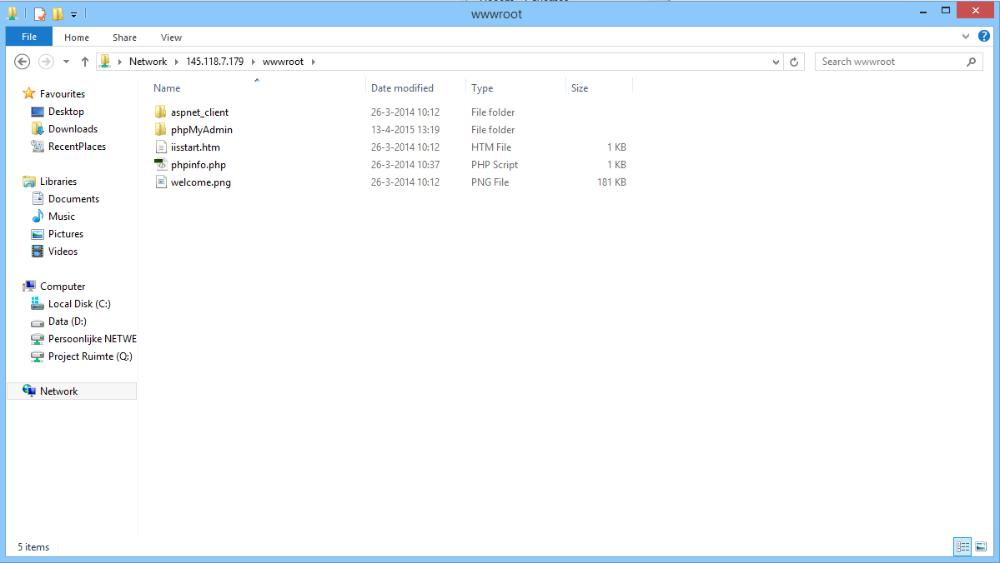 wwwroot
File Home Share View
Network 145.118.7.179 wwwroot Search wwwroot
Name Date modified Type Size
Favourites
Desktop
Downloads
RecentPlaces
Libraries
Documents
Music
Pictures
Videos
Computer
Local Disk (C:)
Data (D:)
Persoonlijke NETWE
Project Ruimte (Q:)
Network
aspnet_client 26-3-2014 10:12 File folder
phpMyAdmin 13-4-2015 13:19 File folder
iisstart.htm 26-3-2014 10:12 HTM File 1 KB
phpinfo.php 26-3-2014 10:37 PHP Script 1 KB
welcome.png 26-3-2014 10:12 PNG File 181 KB
5 items